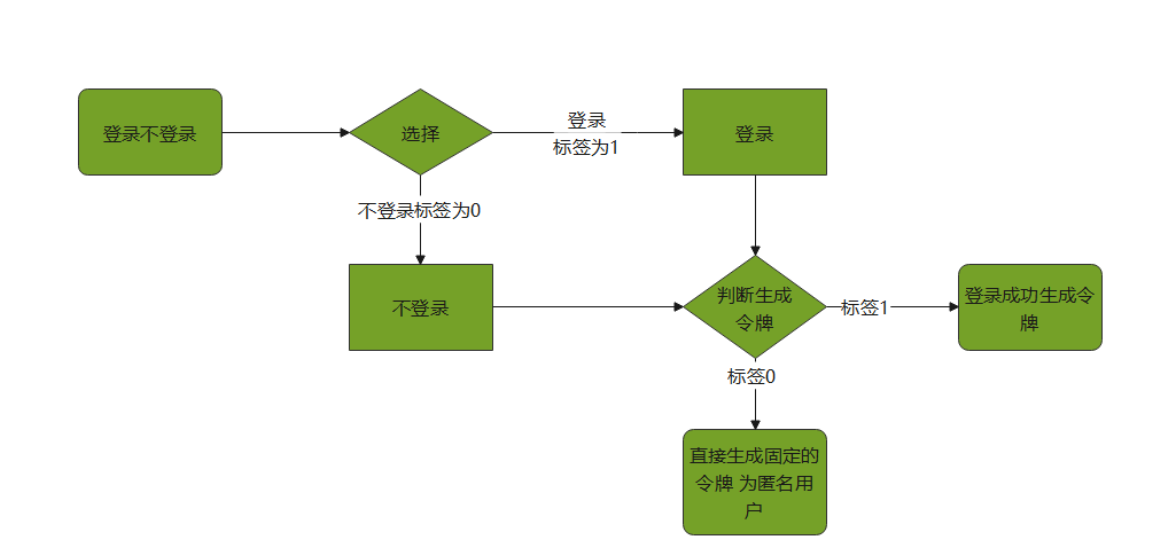 登录不登录
选择
登录
标签为1
登录
不登录标签为0
不登录
判断生成
令牌
标签1
登录成功生成令
牌
标签0
直接生成固定的
令牌 为匿名用
户